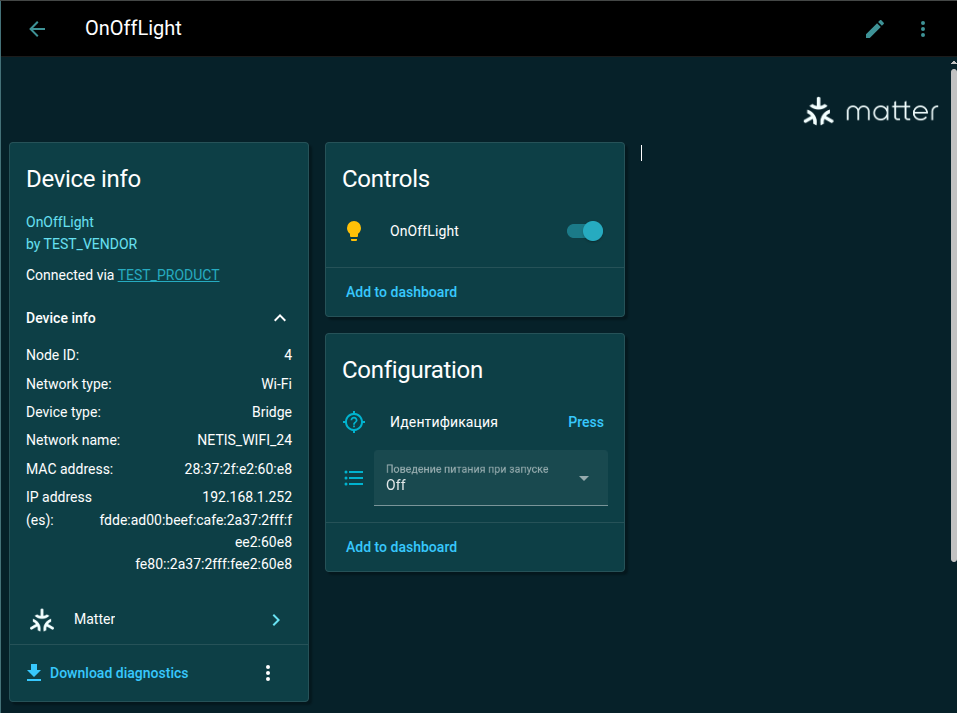 OnOffLight
matter
Device info
OnOffLight
by TEST_VENDOR
Connected via TEST_PRODUCT
Device info
Node ID: 4
Network type: Wi-Fi
Device type: Bridge
Network name: NETIS_WIFI_24
MAC address: 28:37:2f:e2:60:e8
IP address 192.168.1.252
(es): fdde:ad00:beef:cafe:2a37:2fff:f
ee2:60e8
fe80::2a37:2fff:fee2:60e8
Matter
Download diagnostics
Controls
OnOffLight
Add to dashboard
Configuration
Идентификация Press
Поведение питания при запуске
Off
Add to dashboard